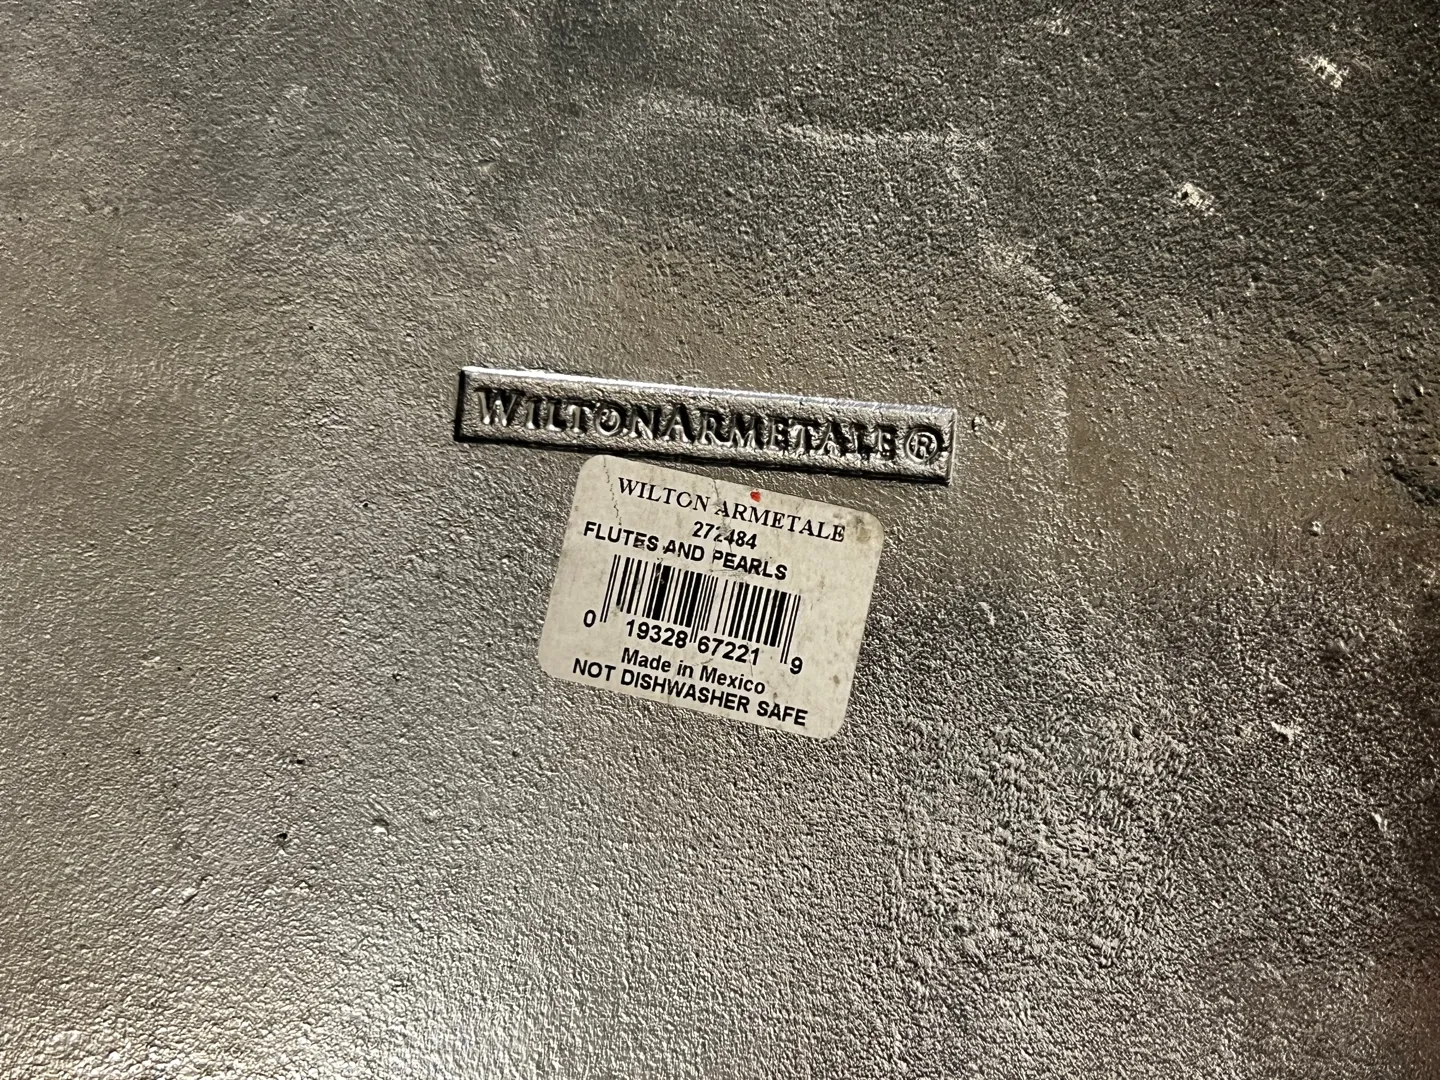 WILTONARMETALE®
WILTON ARMETALE
272484
FLUTES AND PEARLS
0 19328 67221 9
Made in Mexico
NOT DISHWASHER SAFE